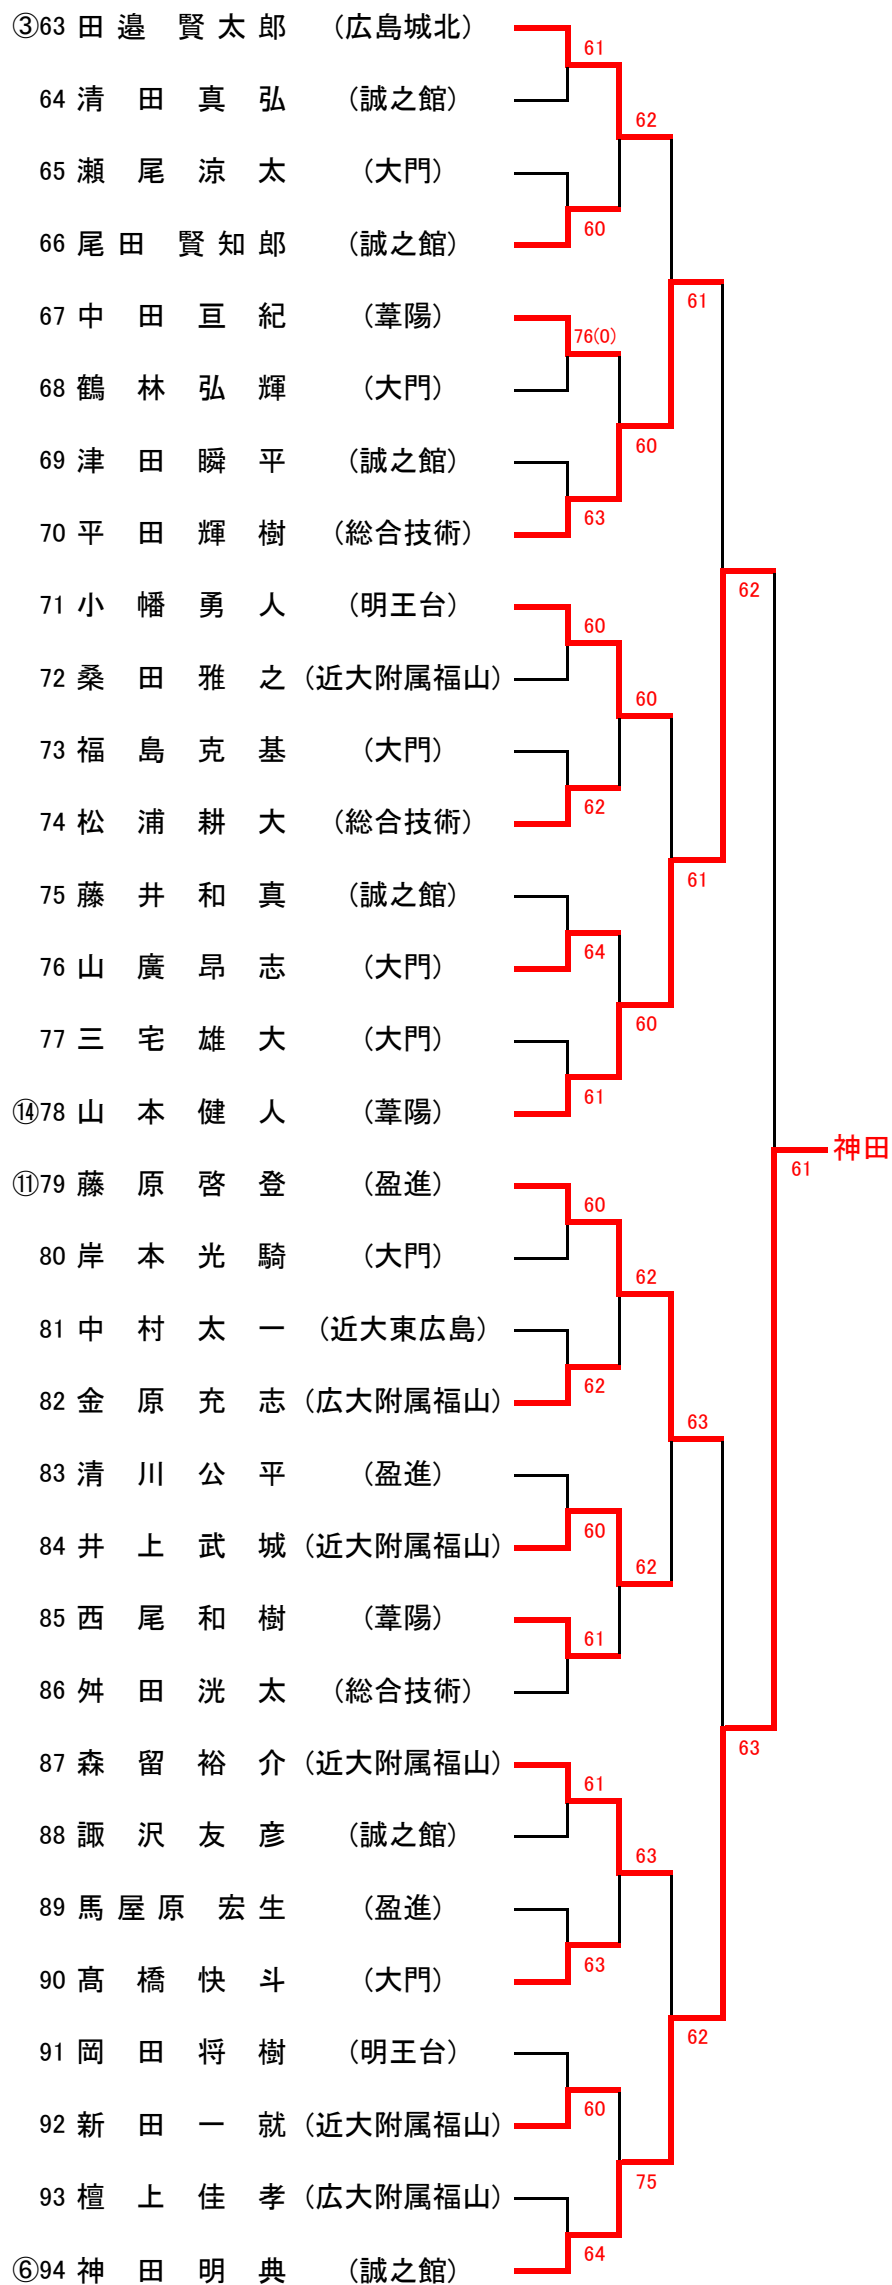 ③63 田邉 賢太郎 (広島城北)
61
64 清田真弘 (誠之館)
62
65 瀬尾涼太 (大門)
60
66 尾田 賢知郎 (誠之館)
61
67 中田亘紀 (葦陽)
76(0)
68 鶴林弘輝 (大門)
60
69 津田瞬平 (誠之館)
63
70 平田輝樹 (総合技術)
62
71 小幡勇人 (明王台)
60
72 桑田雅之 (近大附属福山)
60
73 福島克基 (大門)
62
74 松浦耕大 (総合技術)
61
75 藤井和真 (誠之館)
64
76 山廣昂志 (大門)
60
77 三宅雄大 (大門)
61
⑭78 山本健人 (葦陽)
神田
61
⑪79 藤原啓登 (盈進)
60
80 岸本光騎 (大門)
62
81 中村太一 (近大東広島)
62
82 金原充志 (広大附属福山)
63
83 清川公平 (盈進)
60
84 井上武城 (近大附属福山)
62
85 西尾和樹 (葦陽)
61
86 舛田洸太 (総合技術)
63
87 森留裕介 (近大附属福山)
61
88 諏沢友彦 (誠之館)
63
89 馬屋原 宏生 (盈進)
63
90 髙橋快斗 (大門)
62
91 岡田将樹 (明王台)
60
92 新田一就 (近大附属福山)
75
93 檀上佳孝 (広大附属福山)
64
⑥94 神田明典 (誠之館)